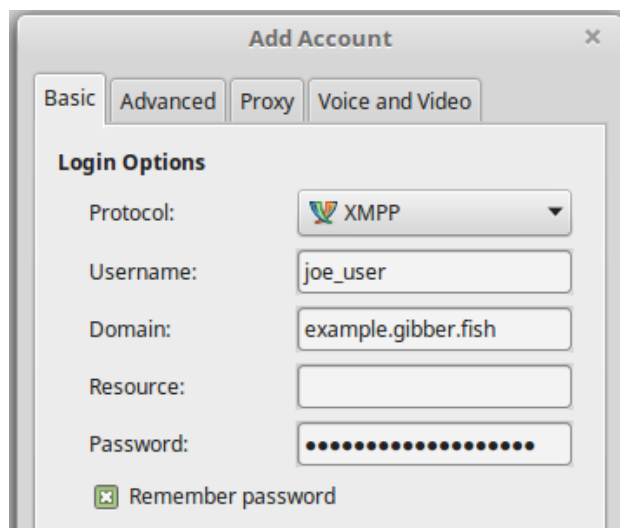 Add Account
Basic Advanced Proxy Voice and Video
Login Options
Protocol: XMPP
Username: joe_user
Domain: example.gibber.fish
Resource:
Password: ●●●●●●●●●●●●●●●●●●●
Remember password